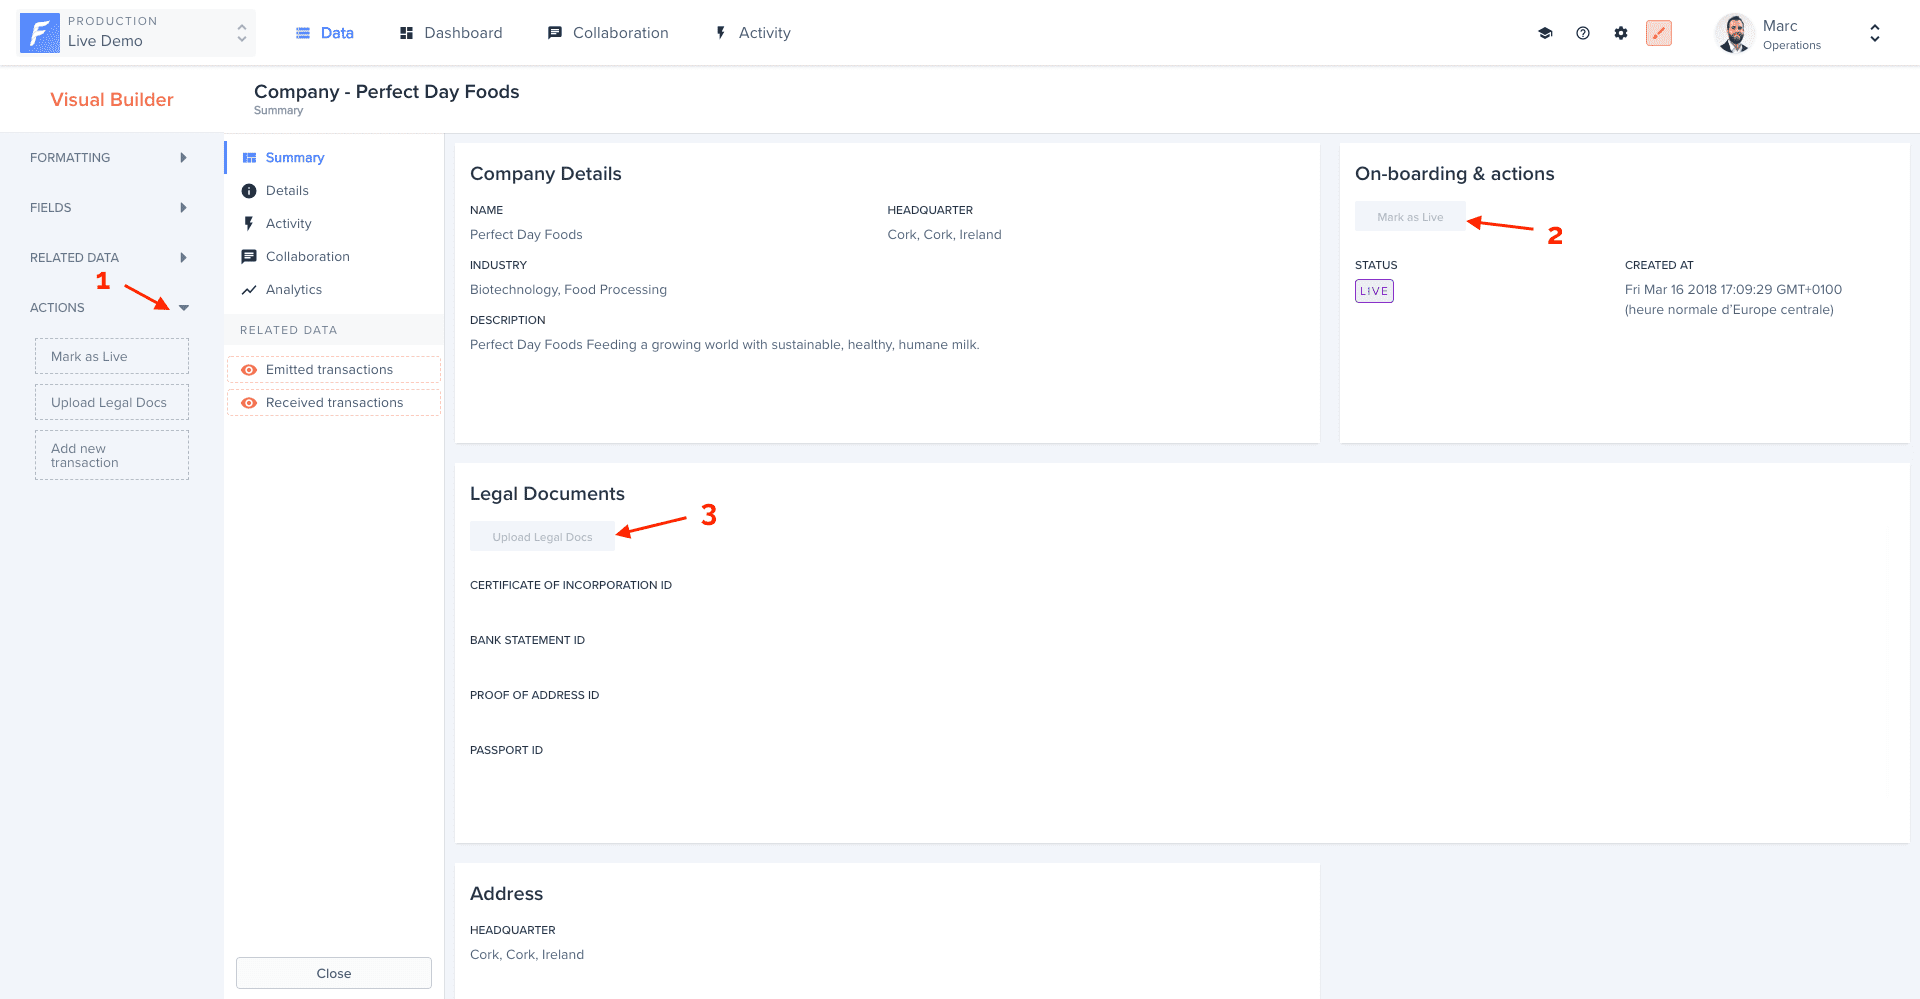 PRODUCTION
Live Demo
Data
Dashboard
Collaboration
Activity
Marc
Operations
Visual Builder
Company - Perfect Day Foods
Summary
FORMATTING
FIELDS
RELATED DATA
1
ACTIONS
Mark as Live
Upload Legal Docs
Add new
transaction
Summary
Details
Activity
Collaboration
Analytics
RELATED DATA
Emitted transactions
Received transactions
Close
Company Details
NAME
Perfect Day Foods
HEADQUARTER
Cork, Cork, Ireland
INDUSTRY
Biotechnology, Food Processing
DESCRIPTION
Perfect Day Foods Feeding a growing world with sustainable, healthy, humane milk.
On-boarding & actions
Mark as Live
2
STATUS
LIVE
CREATED AT
Fri Mar 16 2018 17:09:29 GMT+0100
(heure normale d’Europe centrale)
Legal Documents
Upload Legal Docs
3
CERTIFICATE OF INCORPORATION ID
BANK STATEMENT ID
PROOF OF ADDRESS ID
PASSPORT ID
Address
HEADQUARTER
Cork, Cork, Ireland